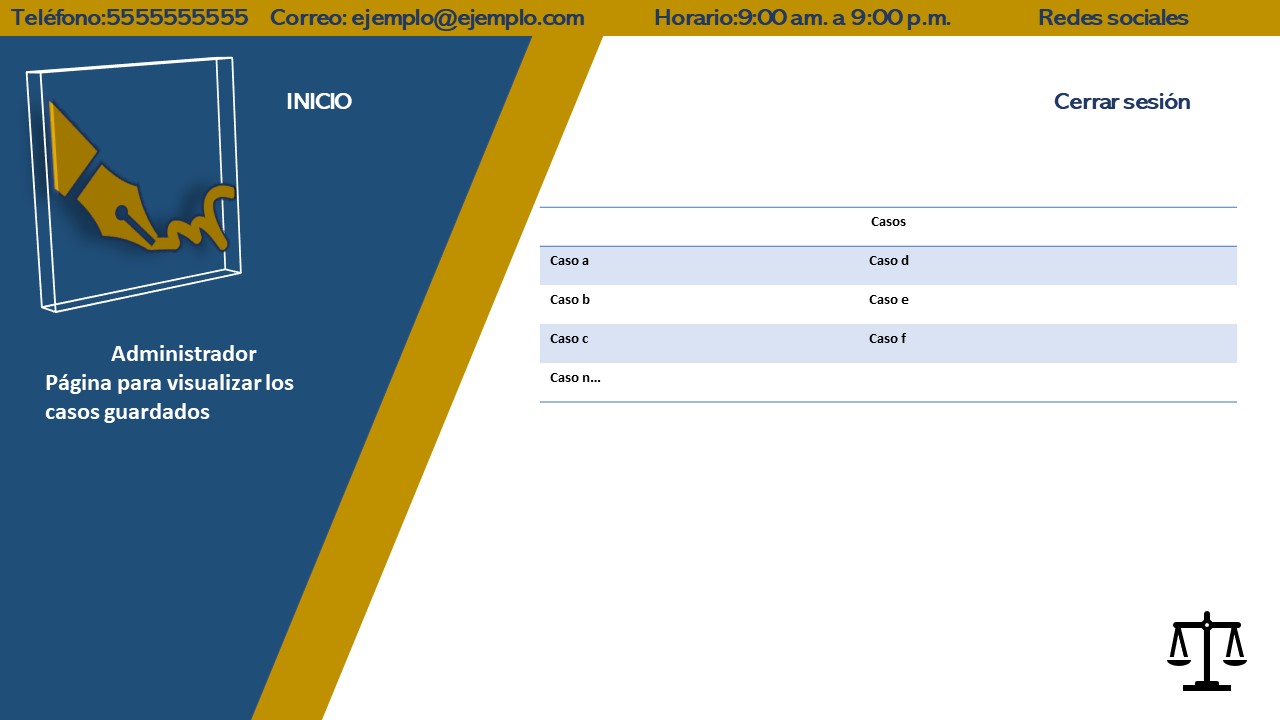 Teléfono:5555555555 Correo: ejemplo@ejemplo.com Horario:9:00 am. a 9:00 p.m. Redes sociales
INICIO Cerrar sesión
Casos
Caso a Caso d
Caso b Caso e
Caso c Caso f
Caso n...
Administrador
Página para visualizar los
casos guardados